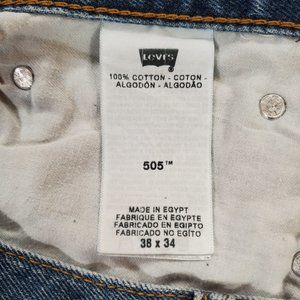 Levi's
100% COTTON - COTON -
ALGODÓN - ALGODÃO
505™
MADE IN EGYPT
FABRIQUE EN EGYPTE
FABRICADO EN EGIPTO
FABRICADO NO EGITO
38 x 34